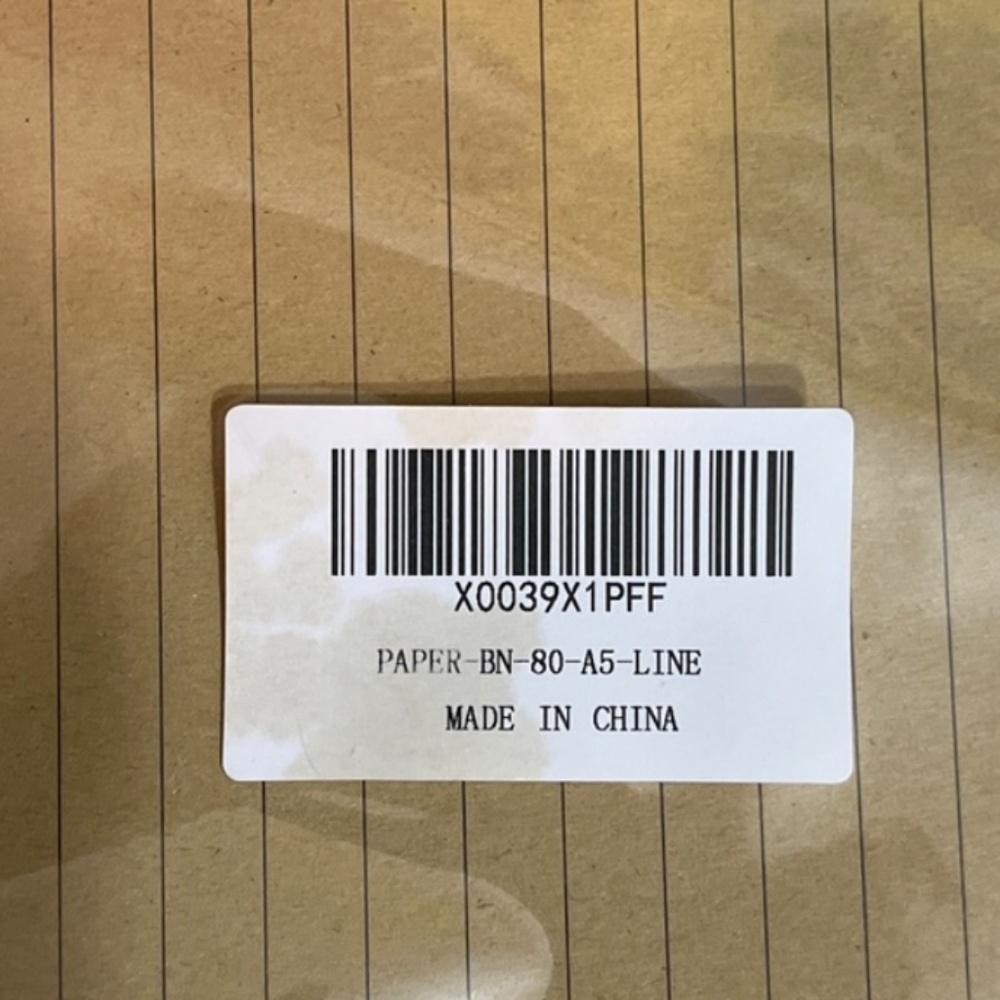 X0039X1PFF
PAPER-BN-80-A5-LINE
MADE IN CHINA